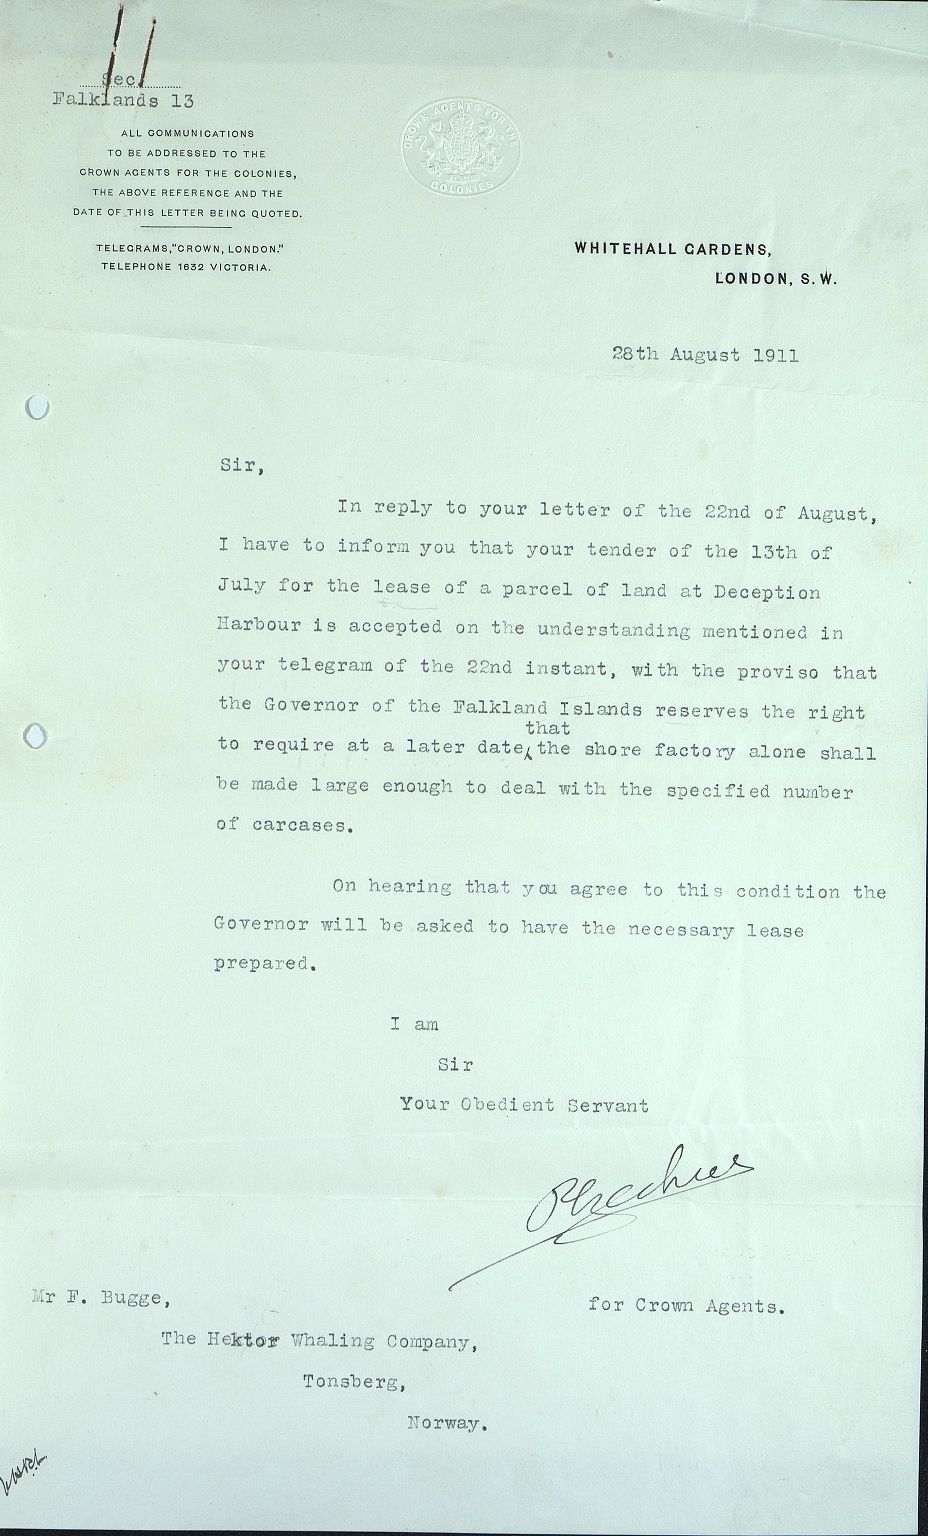 Sec.
Falklands 13
ALL COMMUNICATIONS
TO BE ADDRESSED TO THE
CROWN AGENTS FOR THE COLONIES,
THE ABOVE REFERENCE AND THE
DATE OF THIS LETTER BEING QUOTED.
TELEGRAMS, "CROWN, LONDON."
TELEPHONE 1632 VICTORIA.
CROWN AGENTS FOR THE
COLONIES
WHITEHALL GARDENS,
LONDON, S.W.
28th August 1911
Sir,
In reply to your letter of the 22nd of August,
I have to inform you that your tender of the 13th of
July for the lease of a parcel of land at Deception
Harbour is accepted on the understanding mentioned in
your telegram of the 22nd instant, with the proviso that
the Governor of the Falkland Islands reserves the right
that
to require at a later date, the shore factory alone shall
be made large enough to deal with the specified number
of carcases.
On hearing that you agree to this condition the
Governor will be asked to have the necessary lease
prepared.
I am
Sir
Your Obedient Servant
for Crown Agents.
Mr F. Bugge,
The Hektor Whaling Company,
Tonsberg,
Norway.